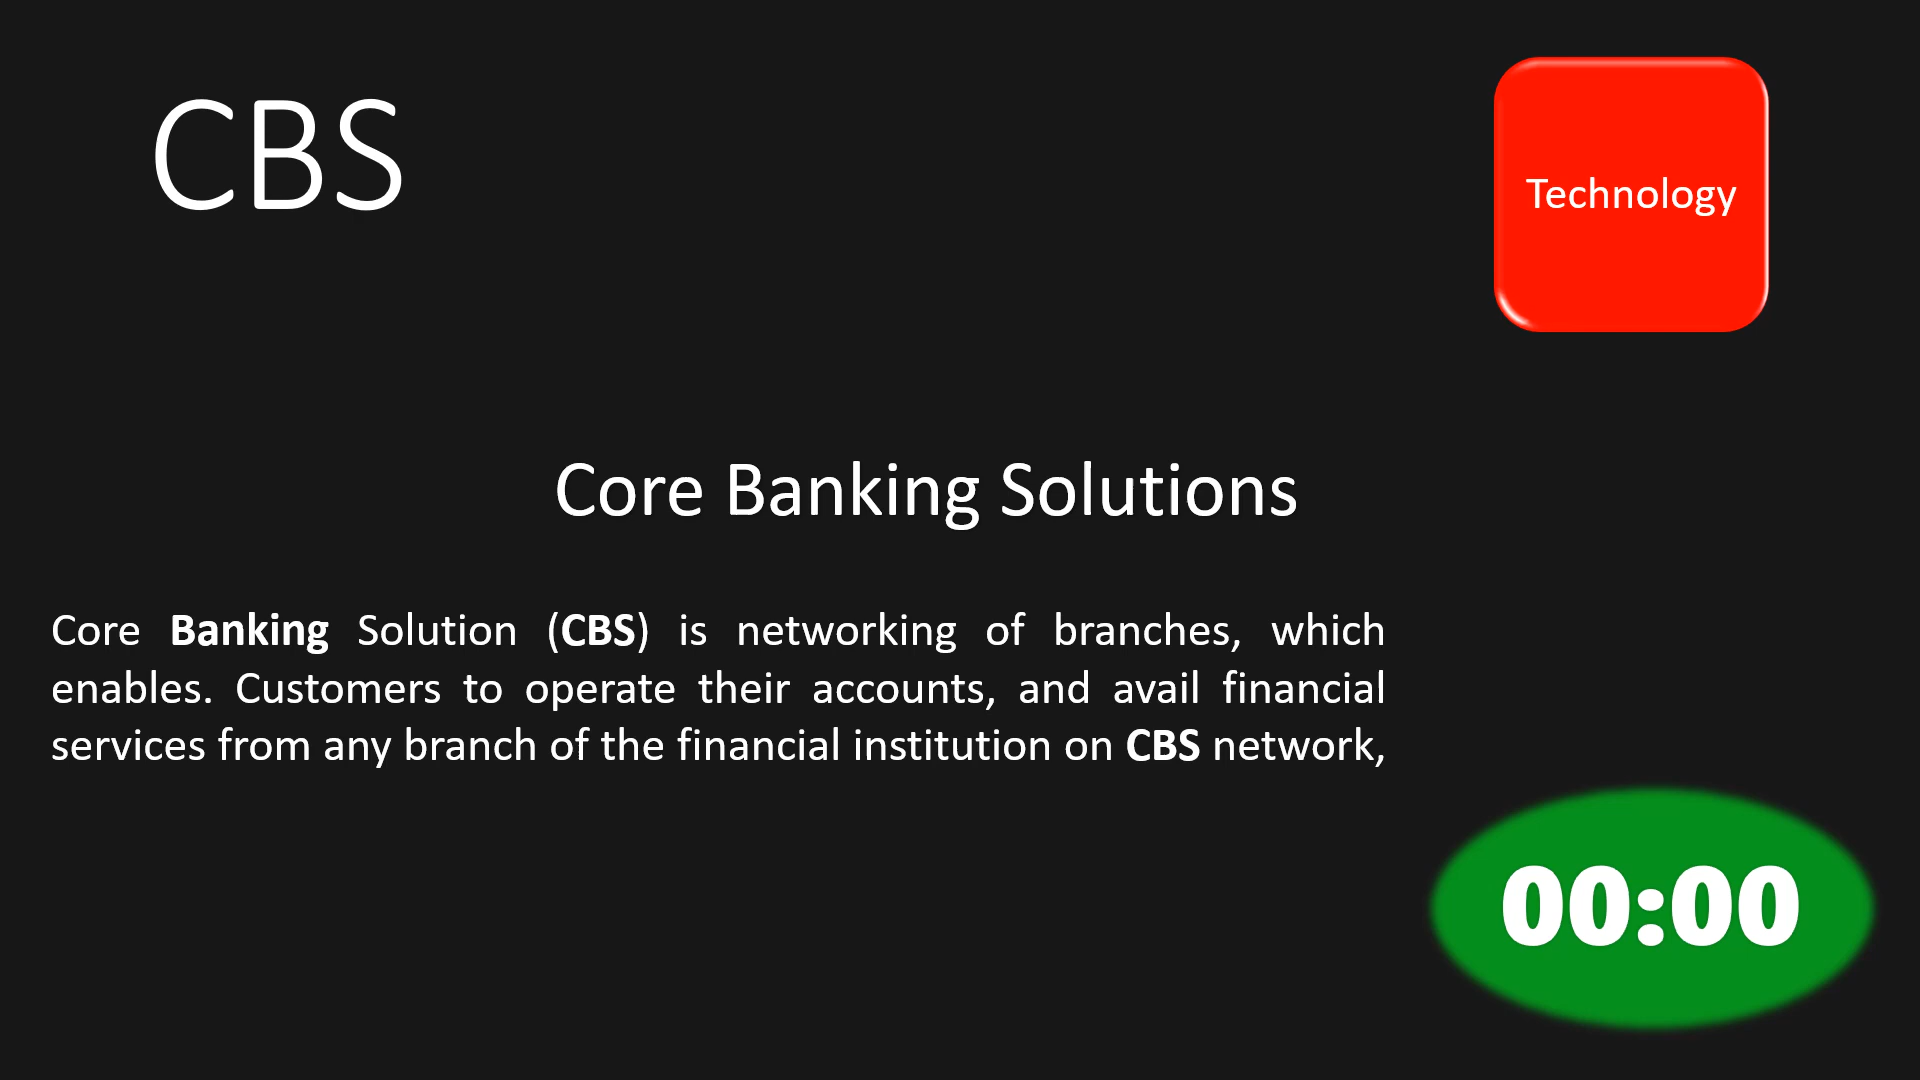 CBS
Technology
Core Banking Solutions
Core Banking Solution (CBS) is networking of branches, which
enables. Customers to operate their accounts, and avail financial
services from any branch of the financial institution on CBS network,
00:00